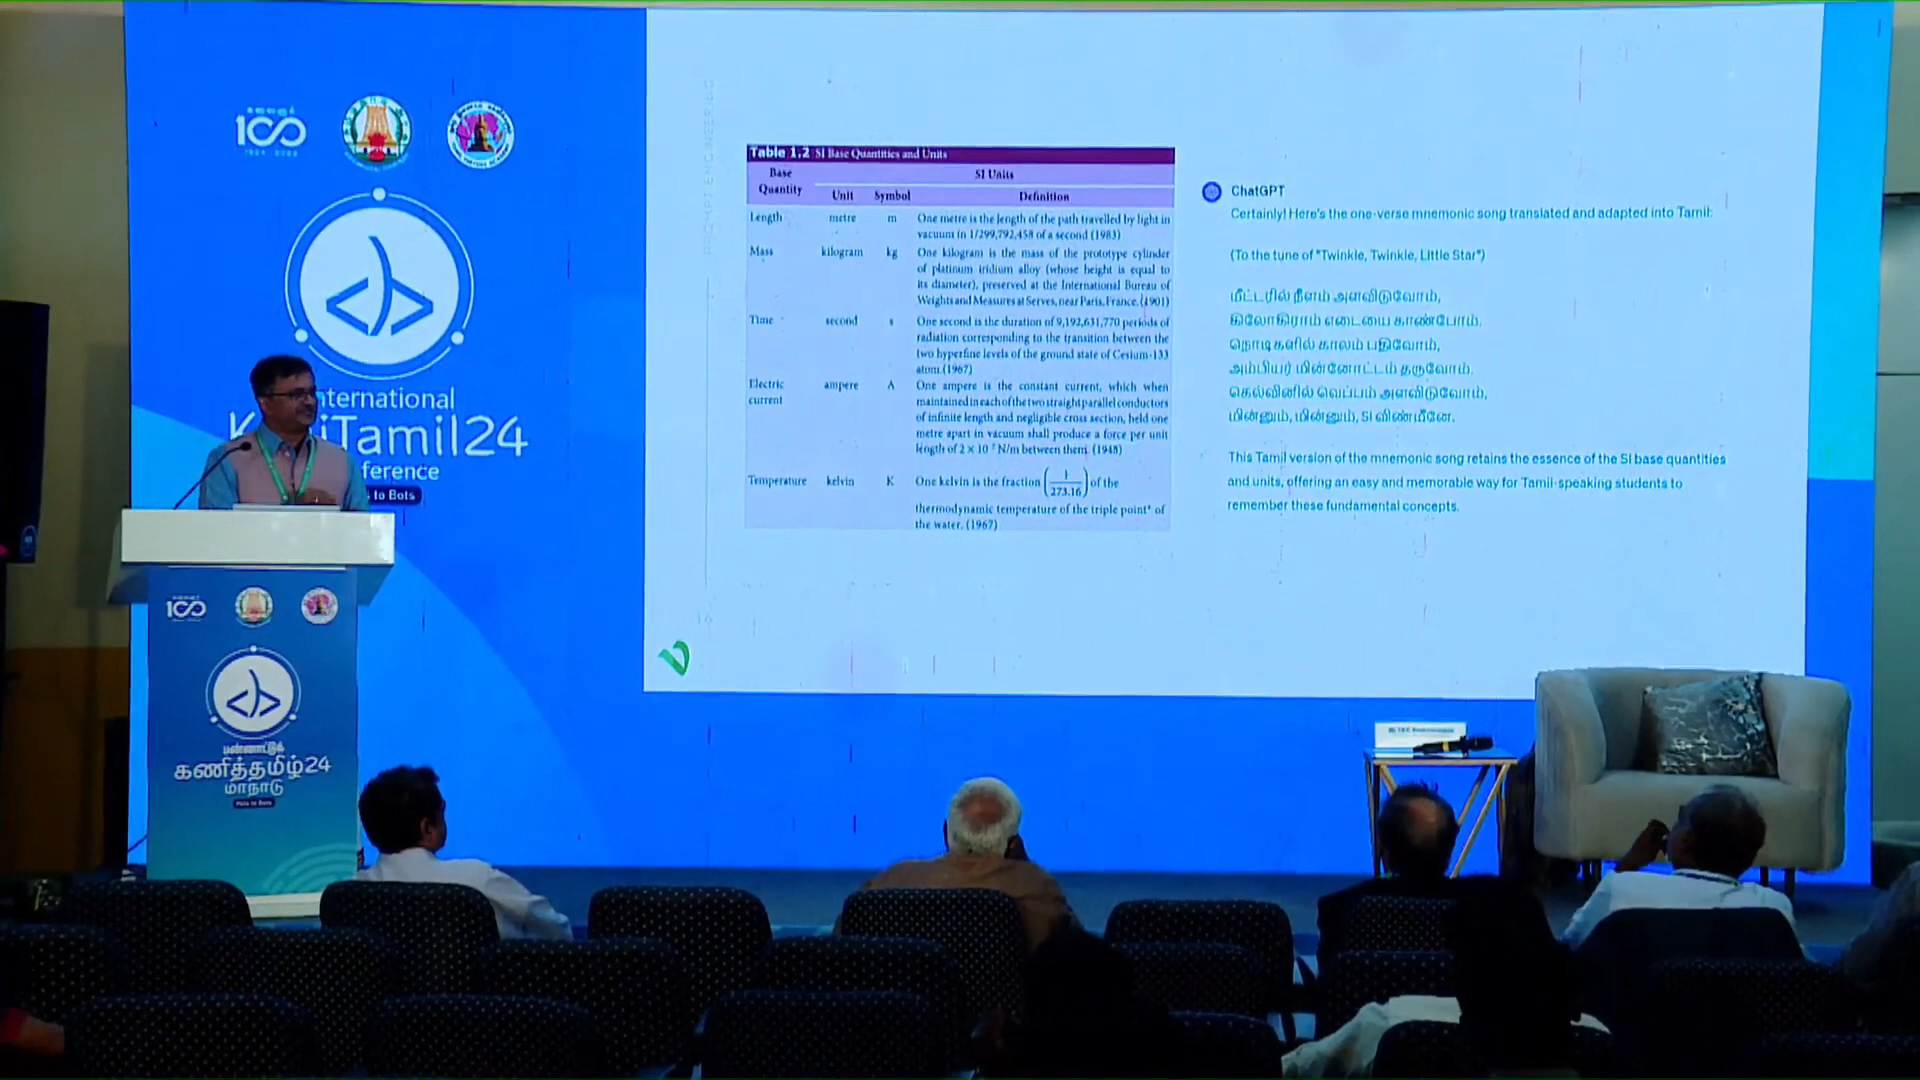 100
International
Tamil24
ference
to Bots
PROMPT ENGINEERING
Table 1.2 SI Base Quantities and Units
Base Quantity
SI Units
Unit Symbol Definition
Length metre m One metre is the length of the path travelled by light in
vacuum in 1/299,792,458 of a second (1983)
Mass kilogram kg One kilogram is the mass of the prototype cylinder
of platinum iridium alloy (whose height is equal to
its diameter), preserved at the International Bureau of
Weights and Measures at Serves, near Paris, France. (1901)
Time second s One second is the duration of 9,192,631,770 periods of
radiation corresponding to the transition between the
two hyperfine levels of the ground state of Cesium-133
atom.(1967)
Electric current ampere A One ampere is the constant current, which when
maintained in each of the two straight parallel conductors
of infinite length and negligible cross section, held one
metre apart in vacuum shall produce a force per unit
length of 2 × 10⁻⁷ N/m between them. (1948)
Temperature kelvin K One kelvin is the fraction (1/273.16) of the
thermodynamic temperature of the triple point* of
the water. (1967)
ChatGPT
Certainly! Here's the one-verse mnemonic song translated and adapted into Tamil:
(To the tune of "Twinkle, Twinkle, Little Star")
மீட்டரில் நீளம் அளவிடுவோம்,
கிலோகிராம் எடையை காண்போம்.
நொடிகளில் காலம் பதிவோம்,
அம்பியர் மின்னோட்டம் தருவோம்.
கெல்வினில் வெப்பம் அளவிடுவோம்,
மின்னும், மின்னும், SI விண்மீனே.
This Tamil version of the mnemonic song retains the essence of the SI base quantities
and units, offering an easy and memorable way for Tamil-speaking students to
remember these fundamental concepts.
100
பன்னாட்டுக்
கணித்தமிழ்24
மாநாடு